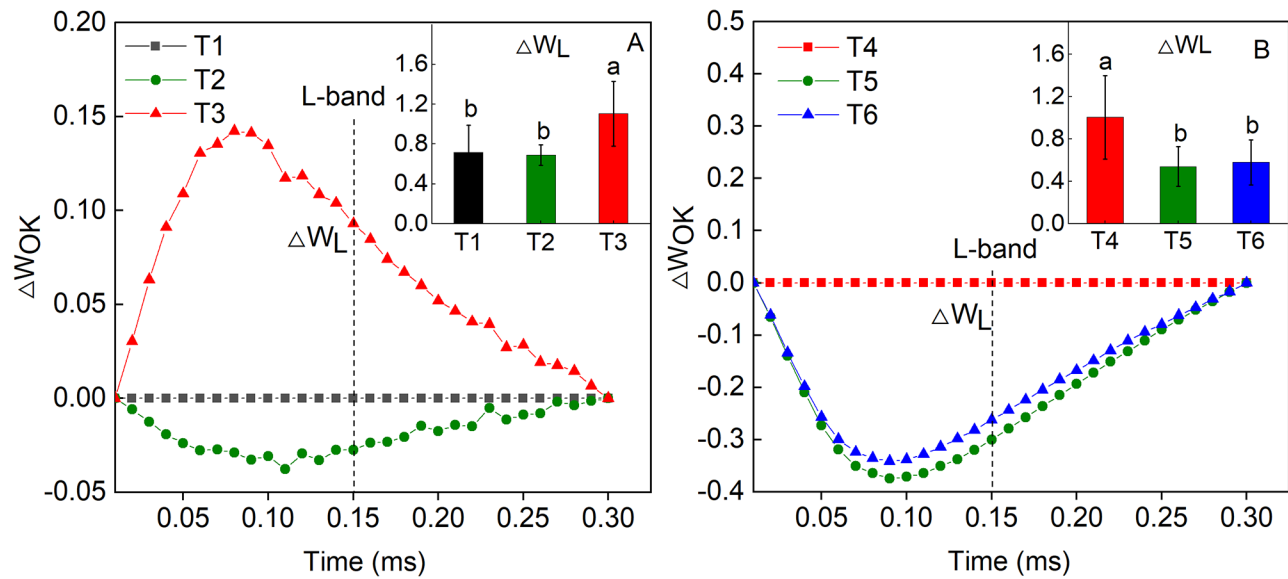 T1
T2
T3
L-band
△WL
△WL
A
b
b
a
1.6
1.2
0.8
0.4
0.0
T1
T2
T3
0.20
0.15
0.10
0.05
0.00
-0.05
△WOK
0.05
0.10
0.15
0.20
0.25
0.30
Time (ms)
T4
T5
T6
L-band
△WL
△WL
B
a
b
b
1.6
1.2
0.8
0.4
0.0
T4
T5
T6
0.5
0.4
0.3
0.2
0.1
0.0
-0.1
-0.2
-0.3
-0.4
△WOK
0.05
0.10
0.15
0.20
0.25
0.30
Time (ms)